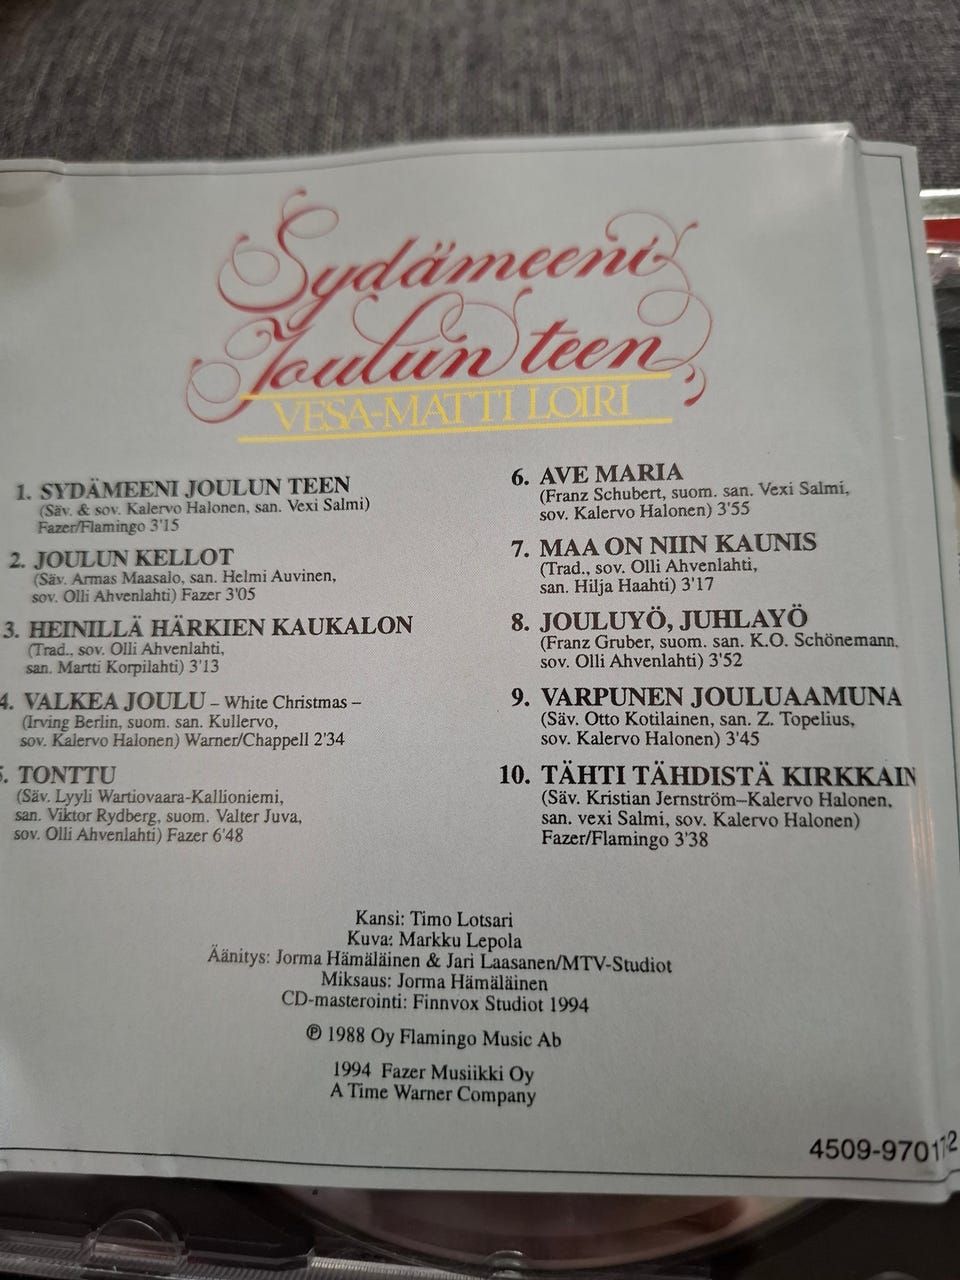 Sydämeeni
Joulun teen
VESA-MATTI LOIRI
1. SYDÄMEENI JOULUN TEEN
(Säv. & sov. Kalervo Halonen, san. Vexi Salmi)
Fazer/Flamingo 3'15
2. JOULUN KELLOT
(Säv. Armas Maasalo, san. Helmi Auvinen,
sov. Olli Ahvenlahti) Fazer 3'05
3. HEINILLÄ HÄRKIEN KAUKALON
(Trad., sov. Olli Ahvenlahti,
san. Martti Korpilahti) 3'13
4. VALKEA JOULU – White Christmas –
(Irving Berlin, suom. san. Kullervo,
sov. Kalervo Halonen) Warner/Chappell 2'34
5. TONTTU
(Säv. Lyyli Wartiovaara-Kallioniemi,
san. Viktor Rydberg, suom. Valter Juva,
sov. Olli Ahvenlahti) Fazer 6'48
6. AVE MARIA
(Franz Schubert, suom. san. Vexi Salmi,
sov. Kalervo Halonen) 3'55
7. MAA ON NIIN KAUNIS
(Trad., sov. Olli Ahvenlahti,
san. Hilja Haahti) 3'17
8. JOULUYÖ, JUHLAYÖ
(Franz Gruber, suom. san. K.O. Schönemann,
sov. Olli Ahvenlahti) 3'52
9. VARPUNEN JOULUAAMUNA
(Säv. Otto Kotilainen, san. Z. Topelius,
sov. Kalervo Halonen) 3'45
10. TÄHTI TÄHDISTÄ KIRKKAIN
(Säv. Kristian Jernström–Kalervo Halonen,
san. vexi Salmi, sov. Kalervo Halonen)
Fazer/Flamingo 3'38
Kansi: Timo Lotsari
Kuva: Markku Lepola
Äänitys: Jorma Hämäläinen & Jari Laasanen/MTV-Studiot
Miksaus: Jorma Hämäläinen
CD-masterointi: Finnvox Studiot 1994
℗ 1988 Oy Flamingo Music Ab
1994 Fazer Musiikki Oy
A Time Warner Company